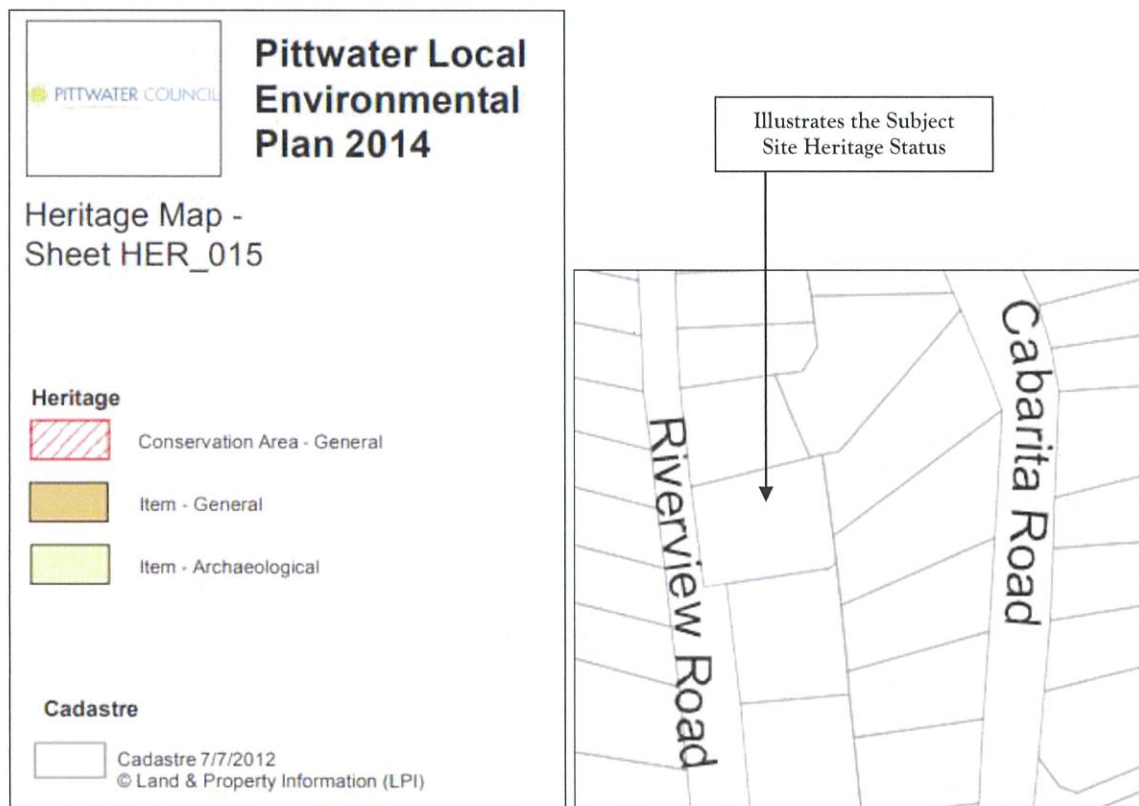 PITTWATER COUNCIL
Pittwater Local
Environmental
Plan 2014
Heritage Map -
Sheet HER_015
Heritage
Conservation Area - General
Item - General
Item - Archaeological
Cadastre
Cadastre 7/7/2012
© Land & Property Information (LPI)
Illustrates the Subject
Site Heritage Status
Riverview Road
Cabarita Road